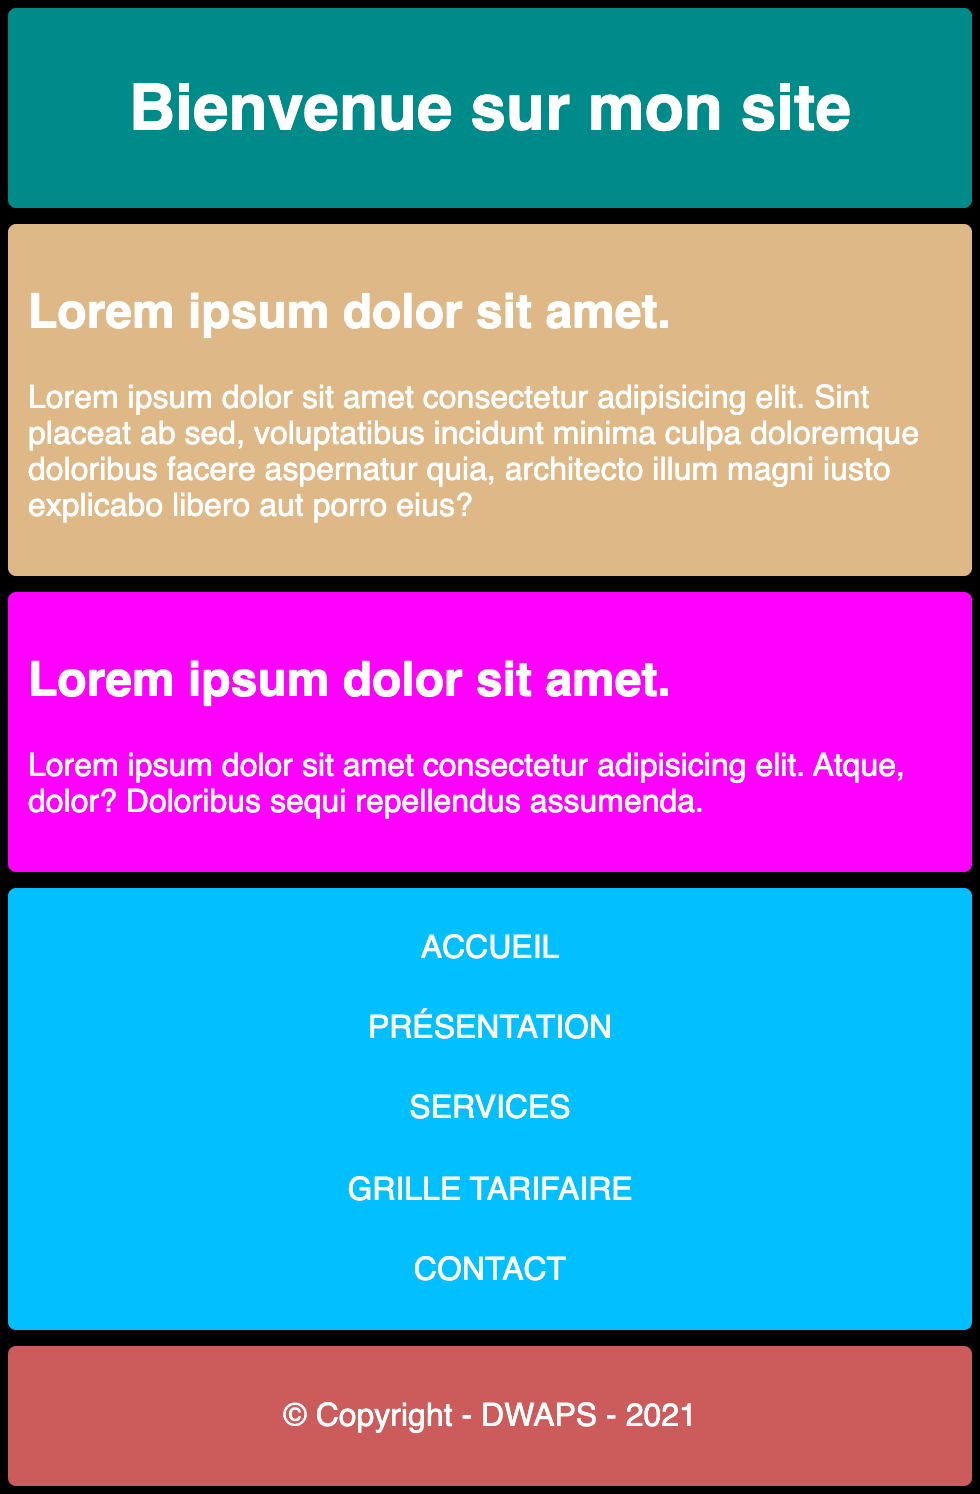 Bienvenue sur mon site
Lorem ipsum dolor sit amet.
Lorem ipsum dolor sit amet consectetur adipisicing elit. Sint
placeat ab sed, voluptatibus incidunt minima culpa doloremque
doloribus facere aspernatur quia, architecto illum magni iusto
explicabo libero aut porro eius?
Lorem ipsum dolor sit amet.
Lorem ipsum dolor sit amet consectetur adipisicing elit. Atque,
dolor? Doloribus sequi repellendus assumenda.
ACCUEIL
PRÉSENTATION
SERVICES
GRILLE TARIFAIRE
CONTACT
© Copyright - DWAPS - 2021